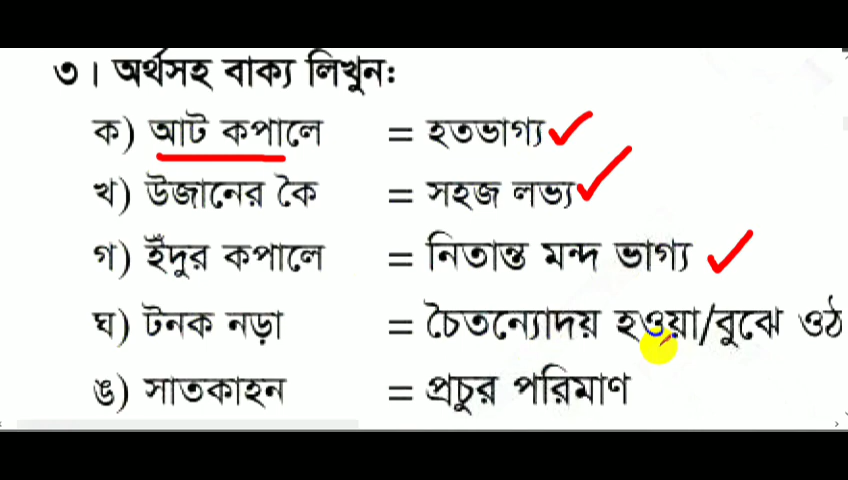 ৩। অর্থসহ বাক্য লিখুনঃ
ক) আট কপালে = হতভাগ্য
খ) উজানের কৈ = সহজ লভ্য
গ) ইঁদুর কপালে = নিতান্ত মন্দ ভাগ্য
ঘ) টনক নড়া = চৈতন্যোদয় হওয়া/বুঝে ওঠ
ঙ) সাতকাহন = প্রচুর পরিমাণ